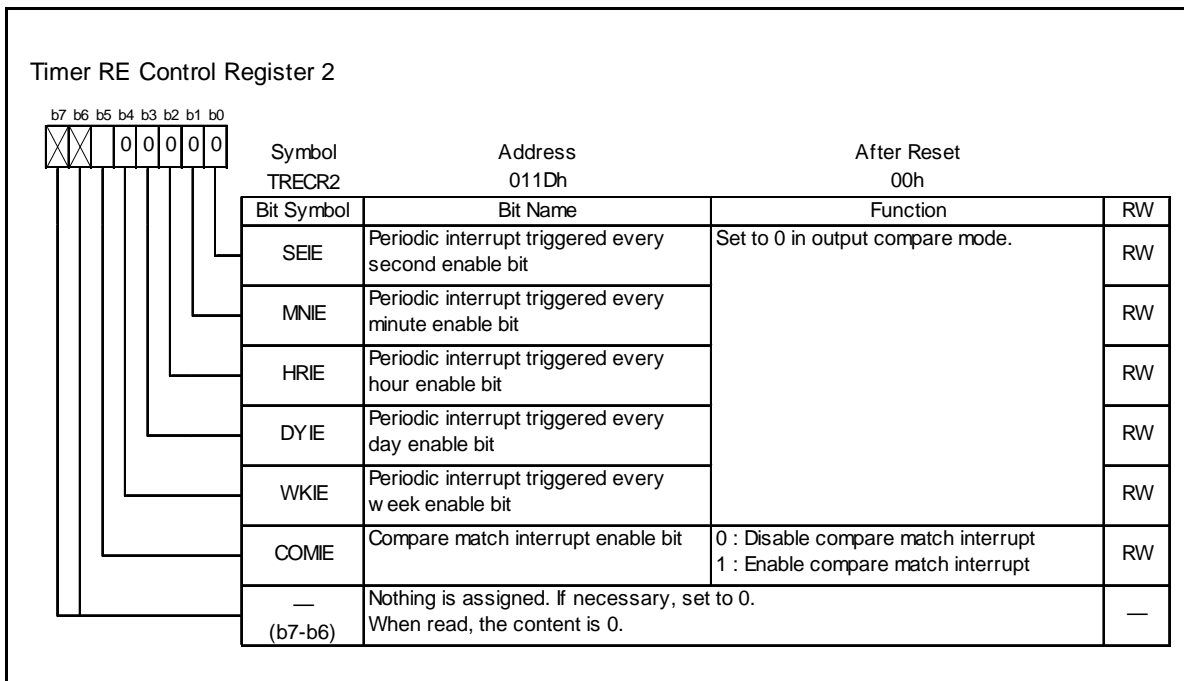 Timer RE Control Register 2
b7 b6 b5 b4 b3 b2 b1 b0
0 0 0 0 0
Symbol Address After Reset
TRECR2 011Dh 00h
Bit Symbol Bit Name Function RW
SEIE Periodic interrupt triggered every second enable bit Set to 0 in output compare mode. RW
MNIE Periodic interrupt triggered every minute enable bit RW
HRIE Periodic interrupt triggered every hour enable bit RW
DYIE Periodic interrupt triggered every day enable bit RW
WKIE Periodic interrupt triggered every week enable bit RW
COMIE Compare match interrupt enable bit 0 : Disable compare match interrupt RW
1 : Enable compare match interrupt
— Nothing is assigned. If necessary, set to 0. —
(b7-b6) When read, the content is 0.